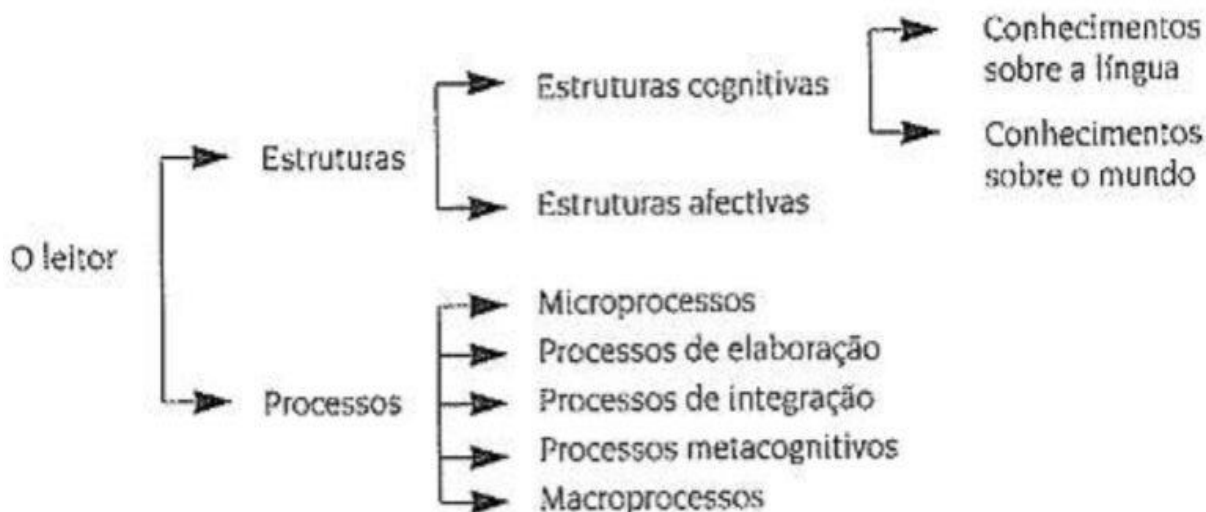 Conhecimentos
sobre a língua
Estruturas cognitivas
Conhecimentos
sobre o mundo
Estruturas
Estruturas afectivas
O leitor
Microprocessos
Processos de elaboração
Processos
Processos de integração
Processos metacognitivos
Macroprocessos